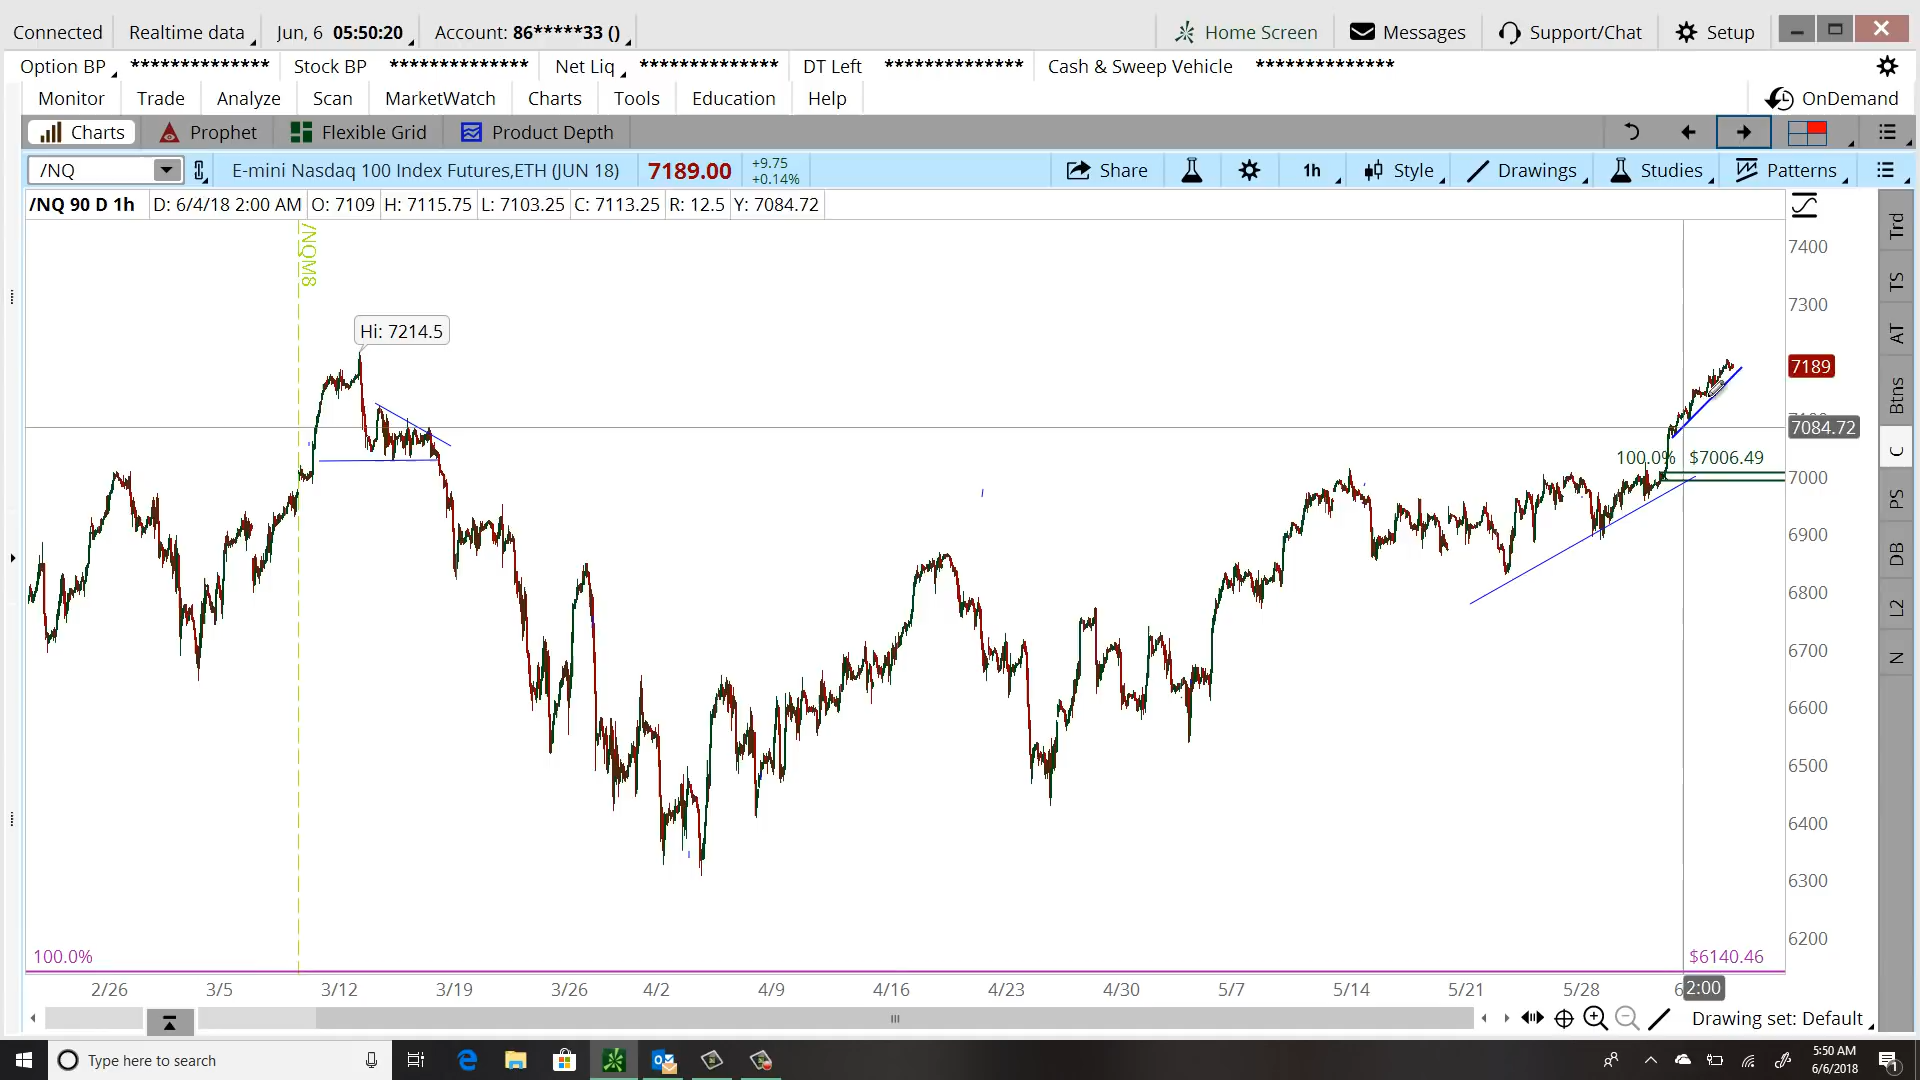 Connected Realtime data Jun, 6 05:50:20 Account: 86*****33 () Home Screen Messages Support/Chat Setup
Option BP ************** Stock BP ************** Net Liq ************** DT Left ************** Cash & Sweep Vehicle **************
Monitor Trade Analyze Scan MarketWatch Charts Tools Education Help OnDemand
Charts Prophet Flexible Grid Product Depth
/NQ E-mini Nasdaq 100 Index Futures,ETH (JUN 18) 7189.00 +9.75 +0.14% Share 1h Style Drawings Studies Patterns
/NQ 90 D 1h D: 6/4/18 2:00 AM O: 7109 H: 7115.75 L: 7103.25 C: 7113.25 R: 12.5 Y: 7084.72
/NQM8
Hi: 7214.5
7400
7300
7189
7084.72
100.0% $7006.49
7000
6900
6800
6700
6600
6500
6400
6300
6200
100.0% $6140.46
2/26 3/5 3/12 3/19 3/26 4/2 4/9 4/16 4/23 4/30 5/7 5/14 5/21 5/28 2:00
Trd
TS
AT
Btns
C
PS
DB
L2
N
Drawing set: Default
Type here to search
5:50 AM
6/6/2018
1